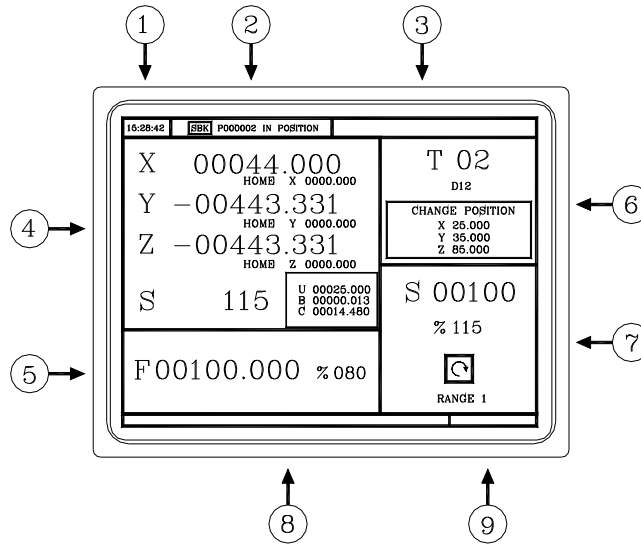 1 2 3
16:28:42 SBK P000002 IN POSITION
X 00044.000
HOME X 0000.000
Y -00443.331
HOME Y 0000.000
Z -00443.331
HOME Z 0000.000
S 115
U 00025.000
B 00000.013
C 00014.480
T 02
D12
CHANGE POSITION
X 25.000
Y 35.000
Z 85.000
4
6
F00100.000 % 080
S 00100
% 115
RANGE 1
5
7
8 9